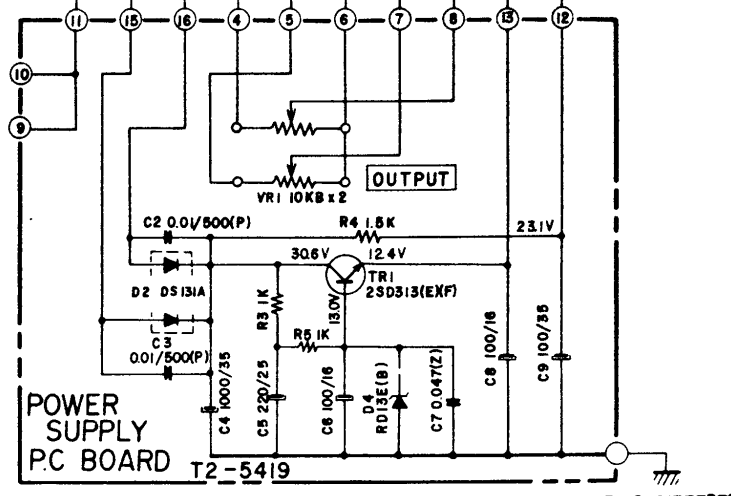 11 15 16 4 5 6 7 8 13 12
10
9
OUTPUT
VR1 10KB x 2
C2 0.01/500(P)
R4 1.5K
23.1V
30.6V
12.4V
TR1
2SD313(E)(F)
D2 DS131A
R3 1K
13.0V
R5 1K
C3
0.01/500(P)
C4 1000/35
C5 220/25
C6 100/16
D4
RD13E(B)
C7 0.047(Z)
C8 100/16
C9 100/35
POWER
SUPPLY
P.C BOARD
T2-5419